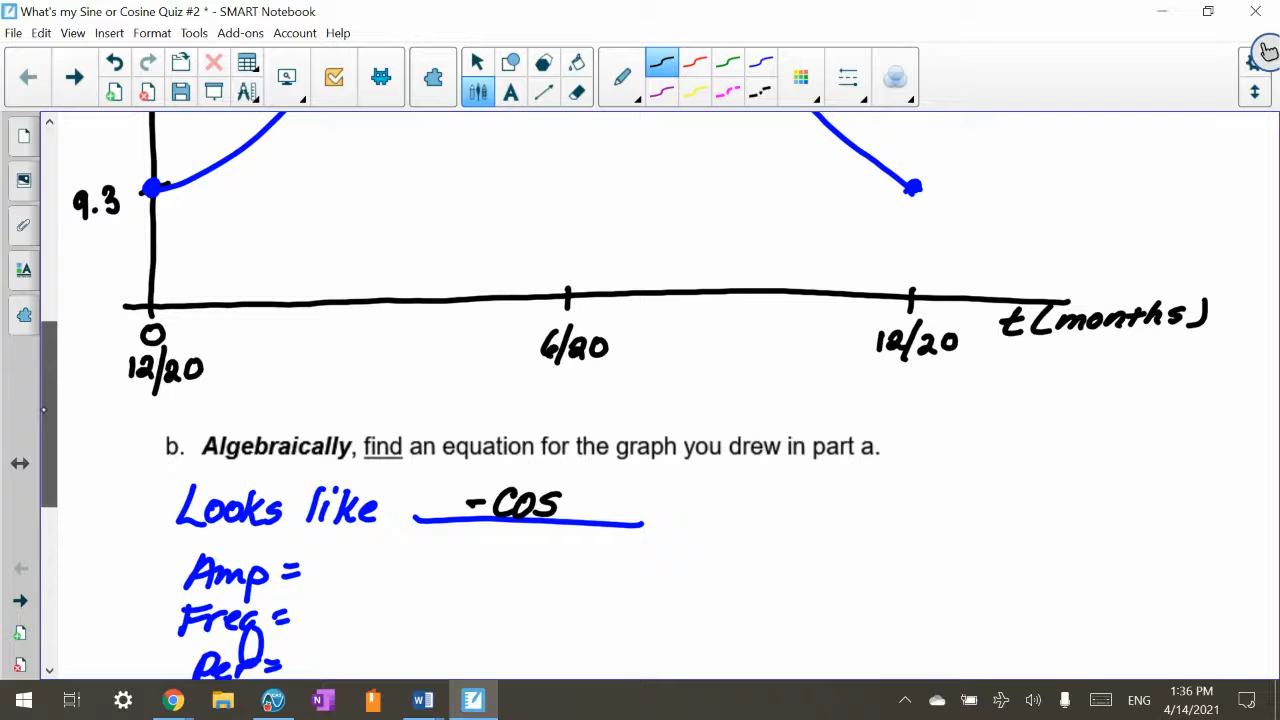 What's my Sine or Cosine Quiz #2 * - SMART Notebook
File Edit View Insert Format Tools Add-ons Account Help
9.3
t (months)
0
12/20
6/20
12/20
b. Algebraically, find an equation for the graph you drew in part a.
Looks like -cos
Amp =
Freq =
Per =
ENG
1:36 PM
4/14/2021